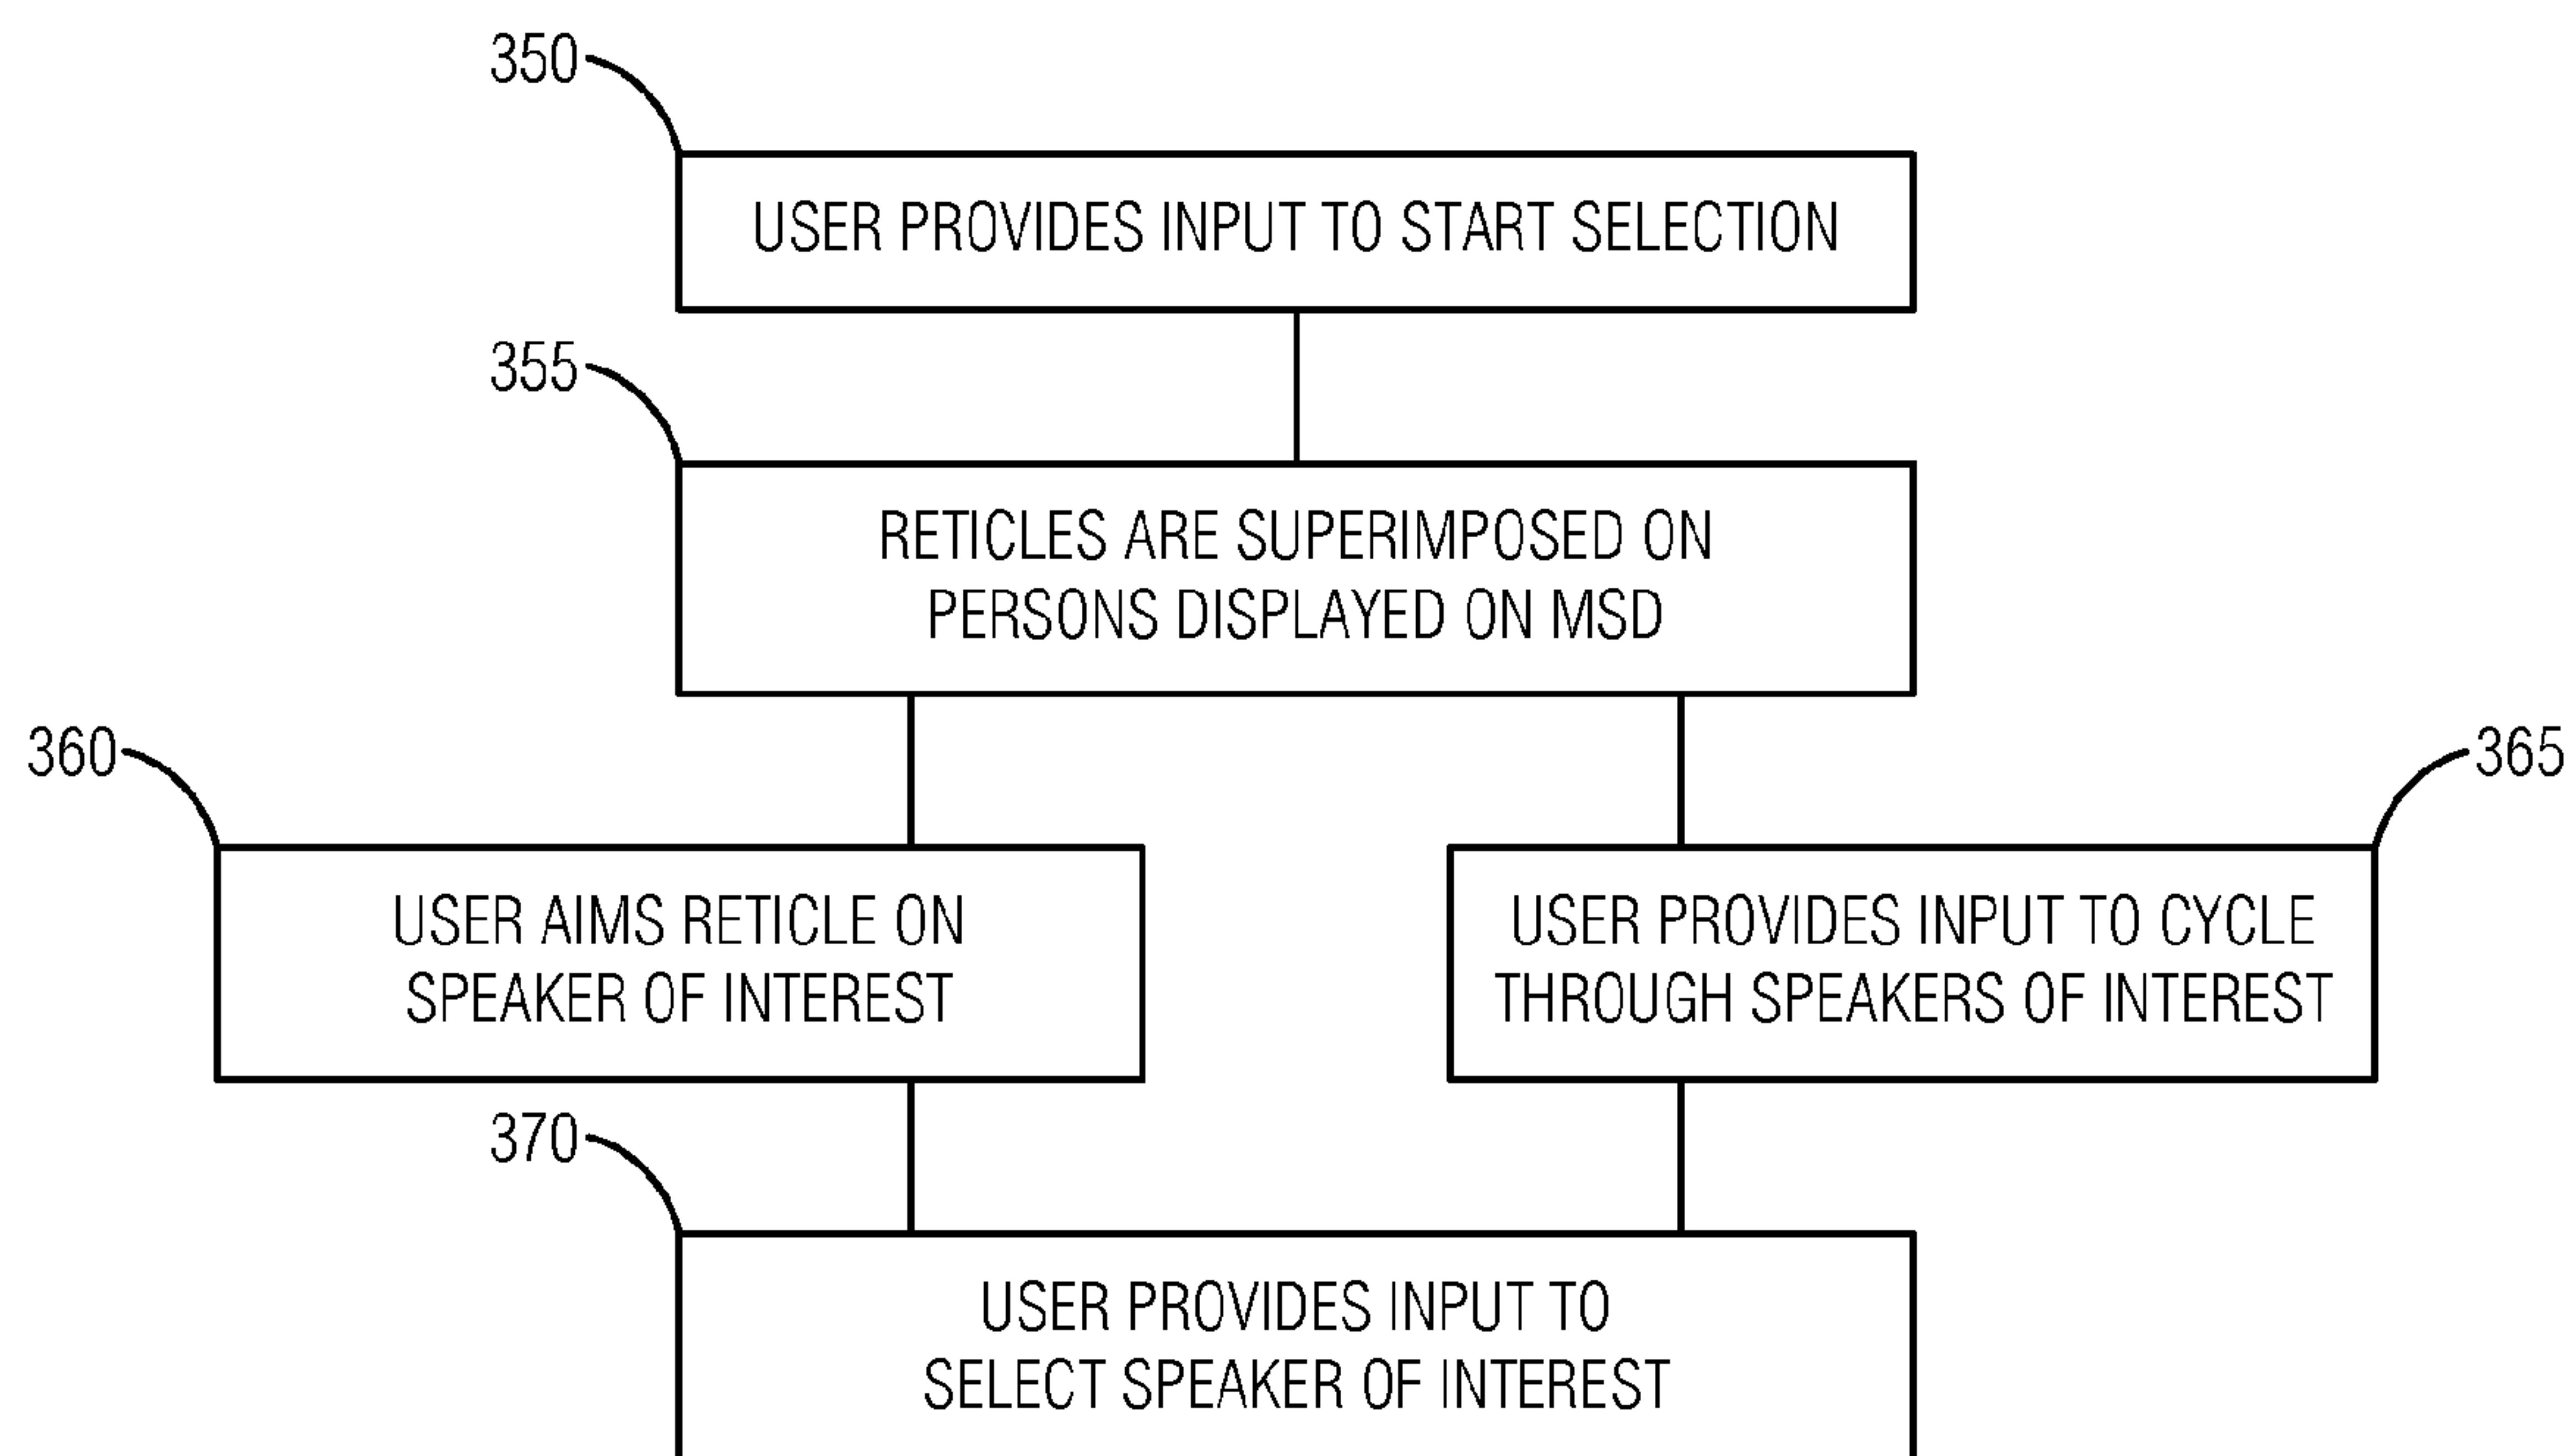 350
USER PROVIDES INPUT TO START SELECTION
355
RETICLES ARE SUPERIMPOSED ON
PERSONS DISPLAYED ON MSD
360
USER AIMS RETICLE ON
SPEAKER OF INTEREST
365
USER PROVIDES INPUT TO CYCLE
THROUGH SPEAKERS OF INTEREST
370
USER PROVIDES INPUT TO
SELECT SPEAKER OF INTEREST